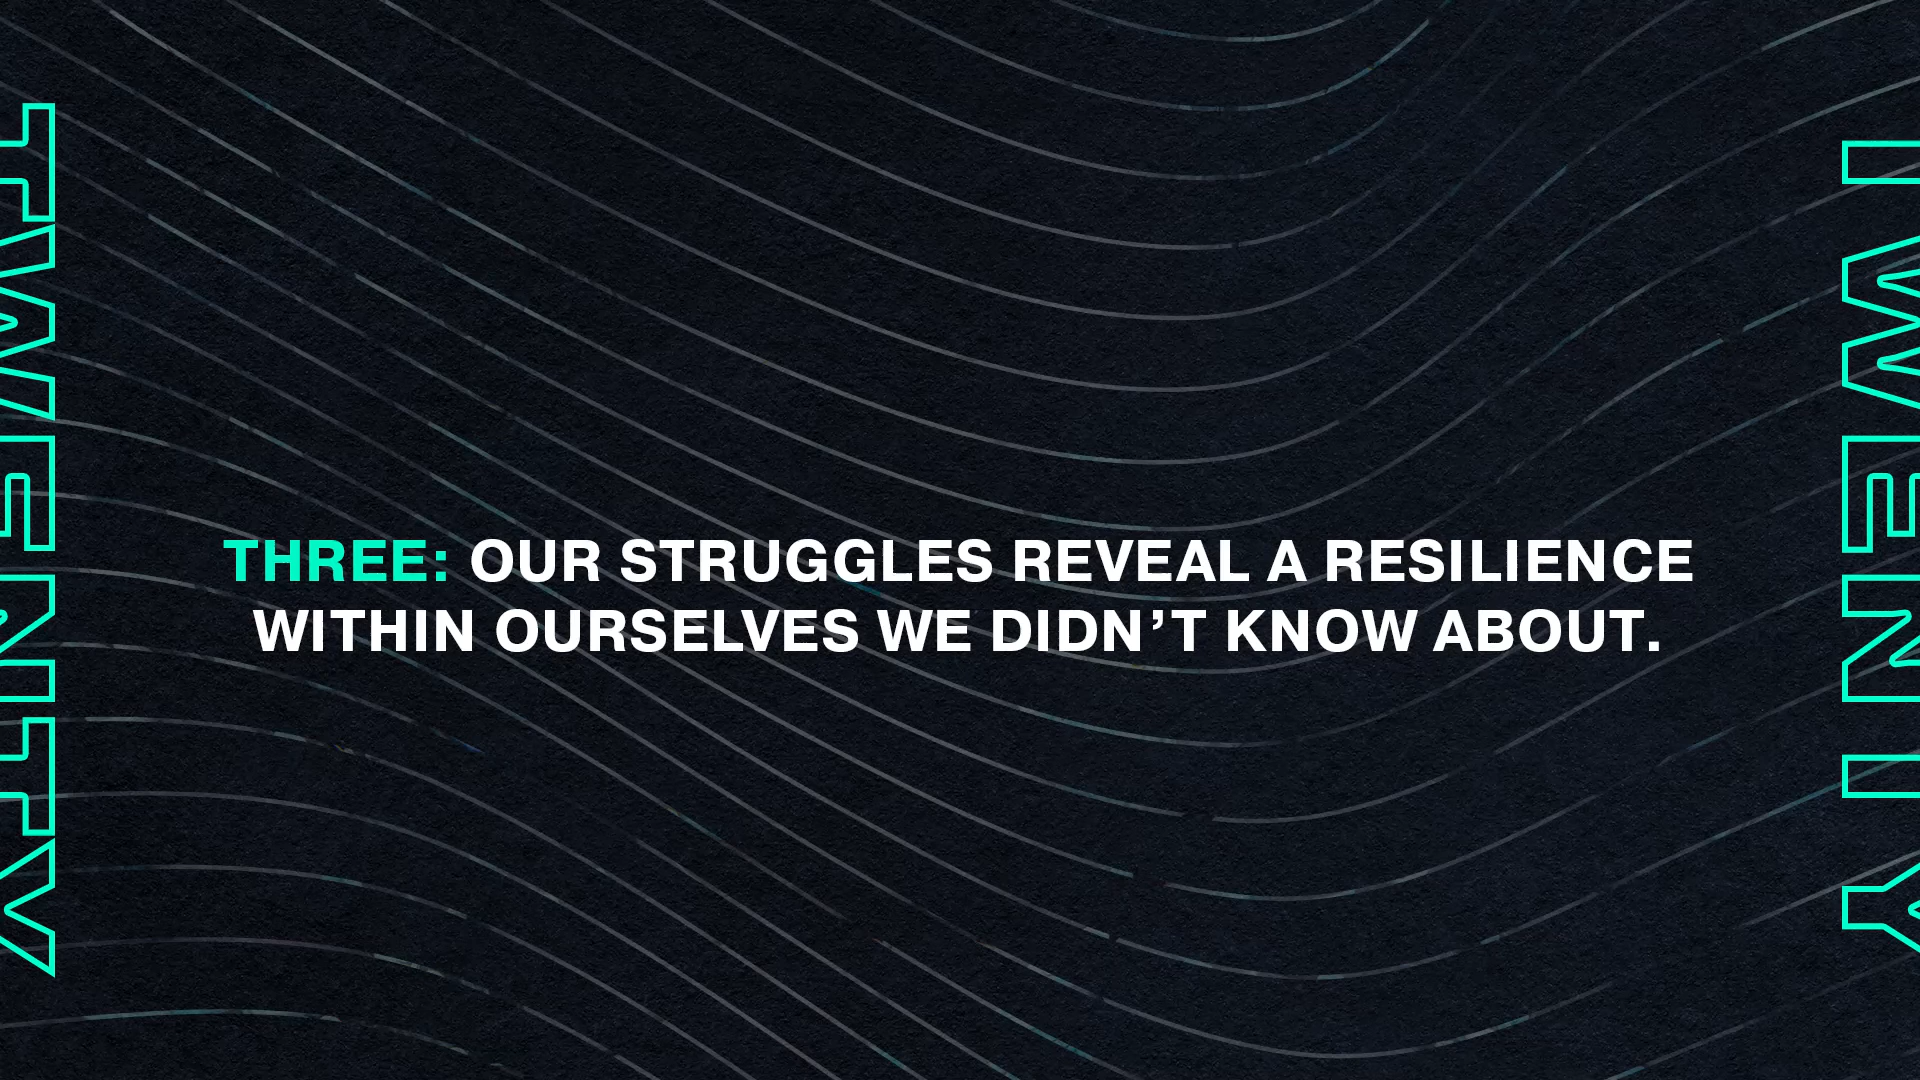 TWENTY
THREE: OUR STRUGGLES REVEAL A RESILIENCE
WITHIN OURSELVES WE DIDN’T KNOW ABOUT.
TWENTY